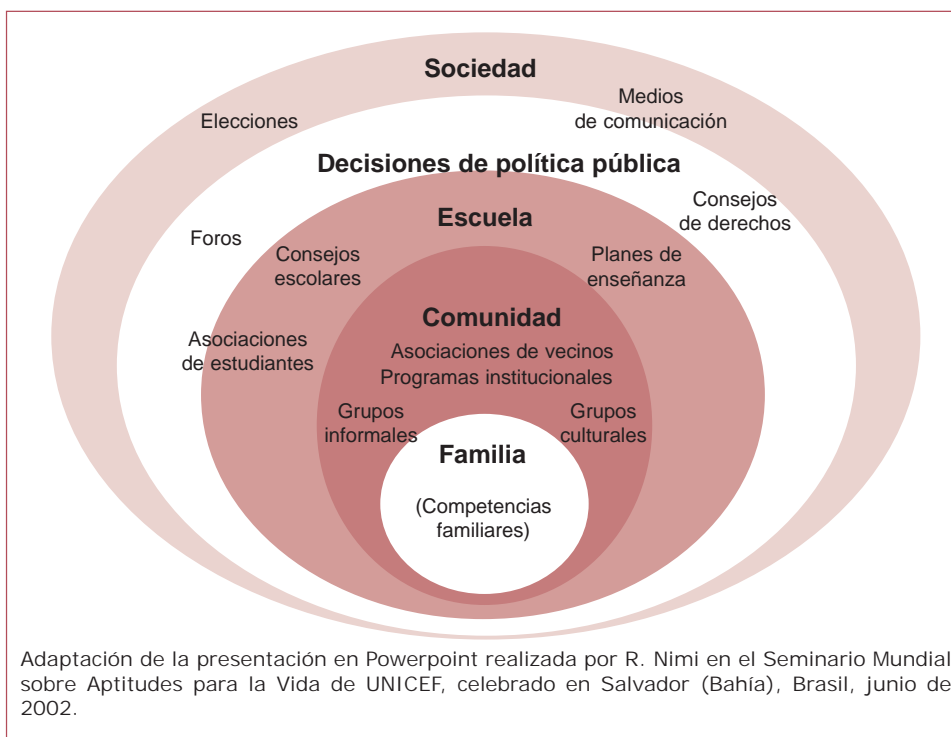 Sociedad
Elecciones
Medios
de comunicación
Decisiones de política pública
Consejos
de derechos
Escuela
Foros
Consejos
escolares
Planes de
enseñanza
Comunidad
Asociaciones
de estudiantes
Asociaciones de vecinos
Programas institucionales
Grupos
informales
Grupos
culturales
Familia
(Competencias
familiares)
Adaptación de la presentación en Powerpoint realizada por R. Nimi en el Seminario Mundial
sobre Aptitudes para la Vida de UNICEF, celebrado en Salvador (Bahía), Brasil, junio de
2002.